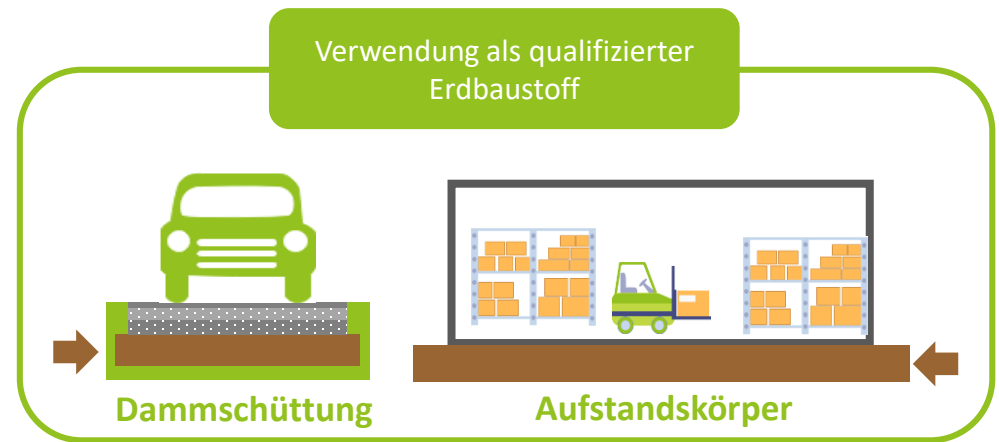 Verwendung als qualifizierter
Erdbaustoff
Dammschüttung
Aufstandskörper